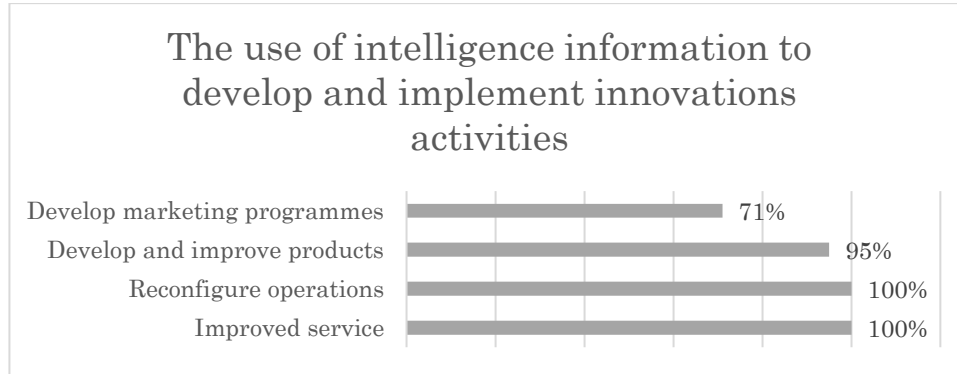 The use of intelligence information to
develop and implement innovations
activities
Develop marketing programmes 71%
Develop and improve products 95%
Reconfigure operations 100%
Improved service 100%